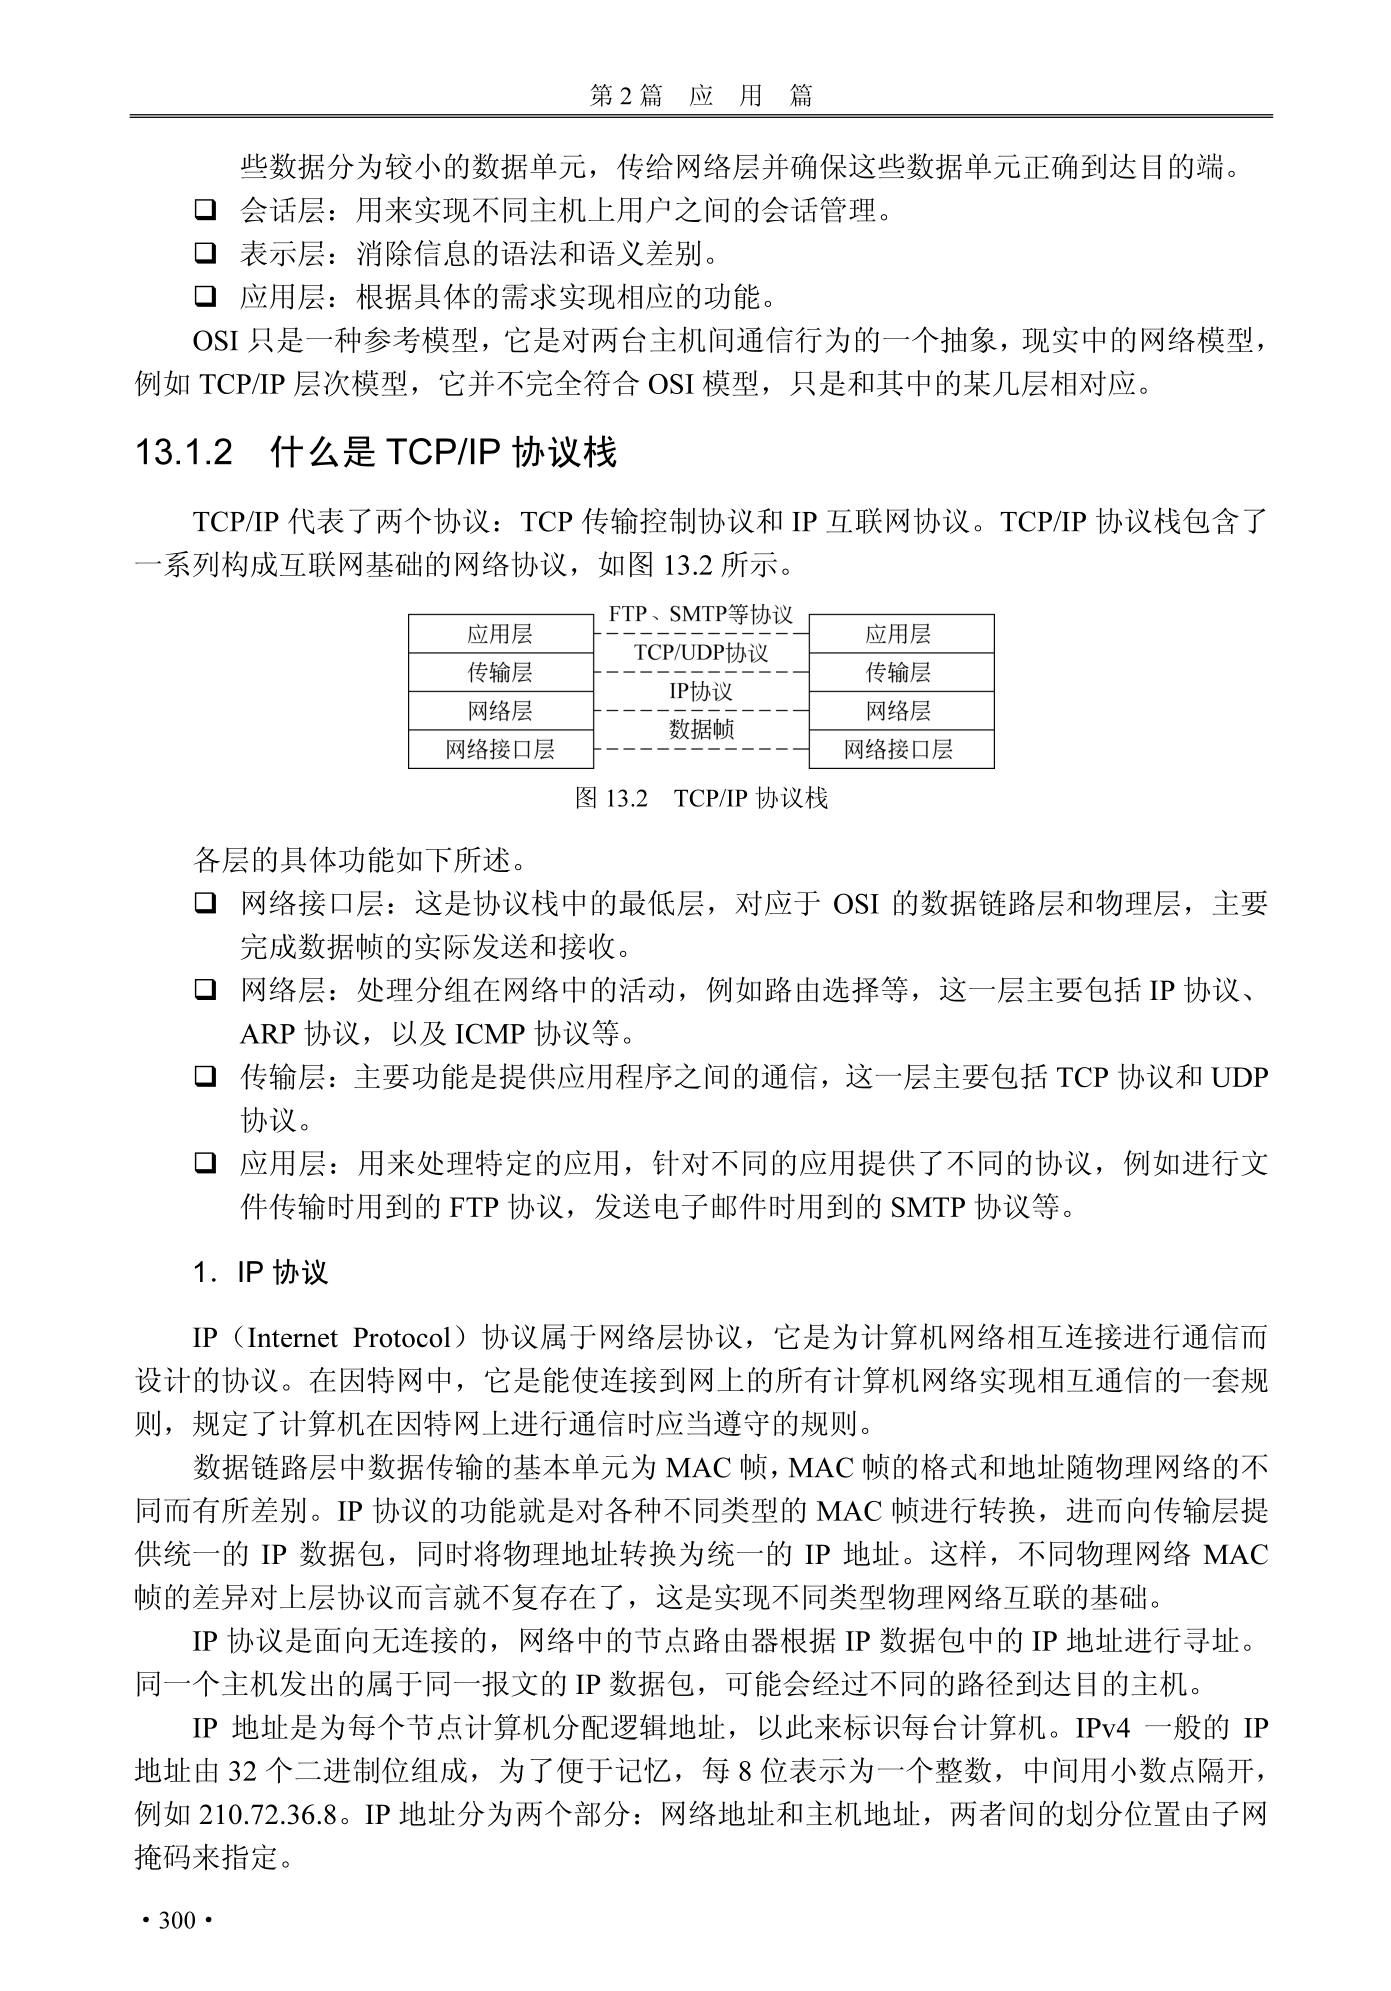 第 2 篇 应 用 篇
些数据分为较小的数据单元，传给网络层并确保这些数据单元正确到达目的端。
❑ 会话层：用来实现不同主机上用户之间的会话管理。
❑ 表示层：消除信息的语法和语义差别。
❑ 应用层：根据具体的需求实现相应的功能。
OSI 只是一种参考模型，它是对两台主机间通信行为的一个抽象，现实中的网络模型，
例如 TCP/IP 层次模型，它并不完全符合 OSI 模型，只是和其中的某几层相对应。
13.1.2 什么是 TCP/IP 协议栈
TCP/IP 代表了两个协议：TCP 传输控制协议和 IP 互联网协议。TCP/IP 协议栈包含了
一系列构成互联网基础的网络协议，如图 13.2 所示。
FTP、SMTP等协议
应用层 应用层
TCP/UDP协议
传输层 传输层
IP协议
网络层 网络层
数据帧
网络接口层 网络接口层
图 13.2 TCP/IP 协议栈
各层的具体功能如下所述。
❑ 网络接口层：这是协议栈中的最低层，对应于 OSI 的数据链路层和物理层，主要
完成数据帧的实际发送和接收。
❑ 网络层：处理分组在网络中的活动，例如路由选择等，这一层主要包括 IP 协议、
ARP 协议，以及 ICMP 协议等。
❑ 传输层：主要功能是提供应用程序之间的通信，这一层主要包括 TCP 协议和 UDP
协议。
❑ 应用层：用来处理特定的应用，针对不同的应用提供了不同的协议，例如进行文
件传输时用到的 FTP 协议，发送电子邮件时用到的 SMTP 协议等。
1．IP 协议
IP（Internet Protocol）协议属于网络层协议，它是为计算机网络相互连接进行通信而
设计的协议。在因特网中，它是能使连接到网上的所有计算机网络实现相互通信的一套规
则，规定了计算机在因特网上进行通信时应当遵守的规则。
数据链路层中数据传输的基本单元为 MAC 帧，MAC 帧的格式和地址随物理网络的不
同而有所差别。IP 协议的功能就是对各种不同类型的 MAC 帧进行转换，进而向传输层提
供统一的 IP 数据包，同时将物理地址转换为统一的 IP 地址。这样，不同物理网络 MAC
帧的差异对上层协议而言就不复存在了，这是实现不同类型物理网络互联的基础。
IP 协议是面向无连接的，网络中的节点路由器根据 IP 数据包中的 IP 地址进行寻址。
同一个主机发出的属于同一报文的 IP 数据包，可能会经过不同的路径到达目的主机。
IP 地址是为每个节点计算机分配逻辑地址，以此来标识每台计算机。IPv4 一般的 IP
地址由 32 个二进制位组成，为了便于记忆，每 8 位表示为一个整数，中间用小数点隔开，
例如 210.72.36.8。IP 地址分为两个部分：网络地址和主机地址，两者间的划分位置由子网
掩码来指定。
·300·